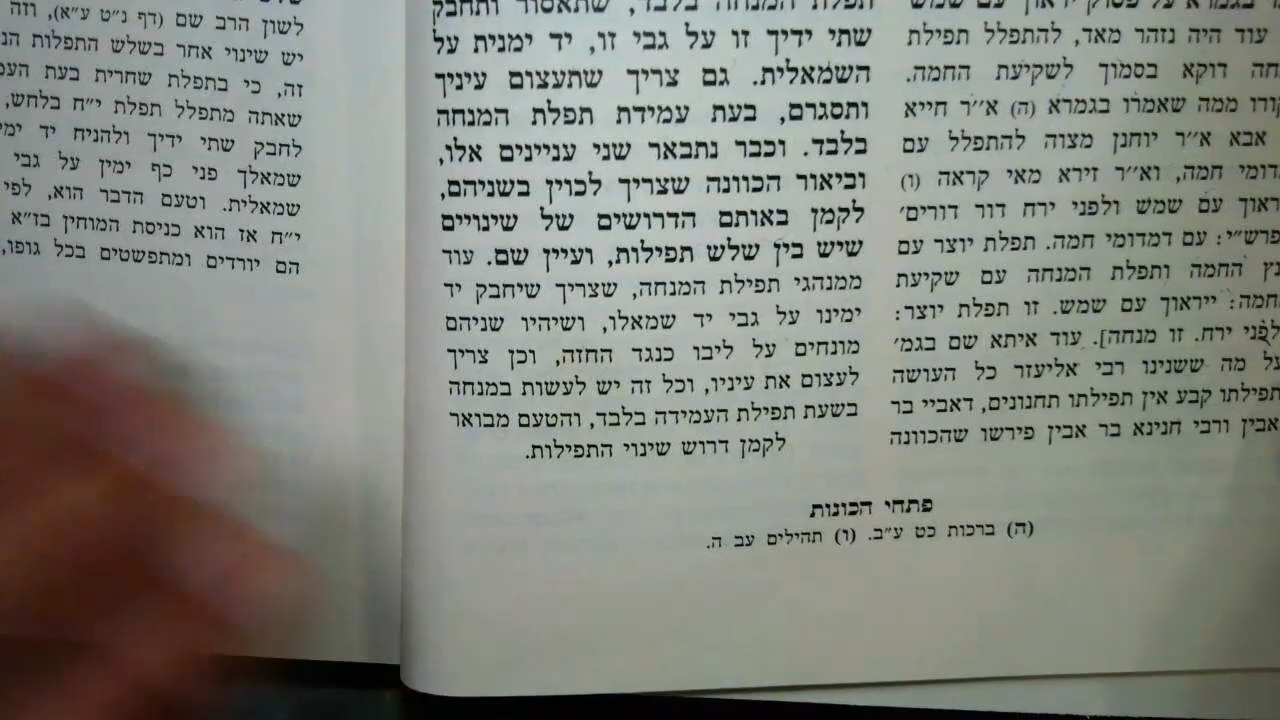 עוד היה נזהר מאד, להתפלל תפילת
דוקא בסמוך לשקיעת החמה.
ממה שאמרו בגמרא (ה) א״ר חייא
אבא א״ר יוחנן מצוה להתפלל עם
חמה, וא״ר זירא מאי קראה (ו)
עם שמש ולפני ירח דור דורים׳
עם דמדומי חמה. תפלת יוצר עם
החמה ותפלת המנחה עם שקיעת
ייראוך עם שמש. זו תפלת יוצר:
ירח. זו מנחה]. עוד איתא שם בגמ׳
מה ששנינו רבי אליעזר כל העושה
תפילתו קבע אין תפילתו תחנונים, דאביי בר
אבין ורבי חנינא בר אבין פירשו שהכוונה
תפלת המנחה בלבד, שתאסור ותחבק
שתי ידיך זו על גבי זו, יד ימנית על
השמאלית. גם צריך שתעצום עיניך
ותסגרם, בעת עמידת תפלת המנחה
בלבד. וכבר נתבאר שני עניינים אלו,
וביאור הכוונה שצריך לכוין בשניהם,
לקמן באותם הדרושים של שינויים
שיש בין שלש תפילות, ועיין שם. עוד
ממנהגי תפילת המנחה, שצריך שיחבק יד
ימינו על גבי יד שמאלו, ושיהיו שניהם
מונחים על ליבו כנגד החזה, וכן צריך
לעצום את עיניו, וכל זה יש לעשות במנחה
בשעת תפילת העמידה בלבד, והטעם מבואר
לקמן דרוש שינוי התפילות.
פתחי הכונות
(ה) ברכות כט ע״ב. (ו) תהילים עב ה.
לשון הרב שם (דף נ״ט ע״א), וזה
יש שינוי אחר בשלש התפלות
זה, כי בתפלת שחרית בעת
שאתה מתפלל תפלת י״ח בלחש,
לחבק שתי ידיך ולהניח יד
שמאלך פני כף ימין על גבי
שמאלית. וטעם הדבר הוא, לפי
י״ח אז הוא כניסת המוחין בז״א
הם יורדים ומתפשטים בכל גופו,